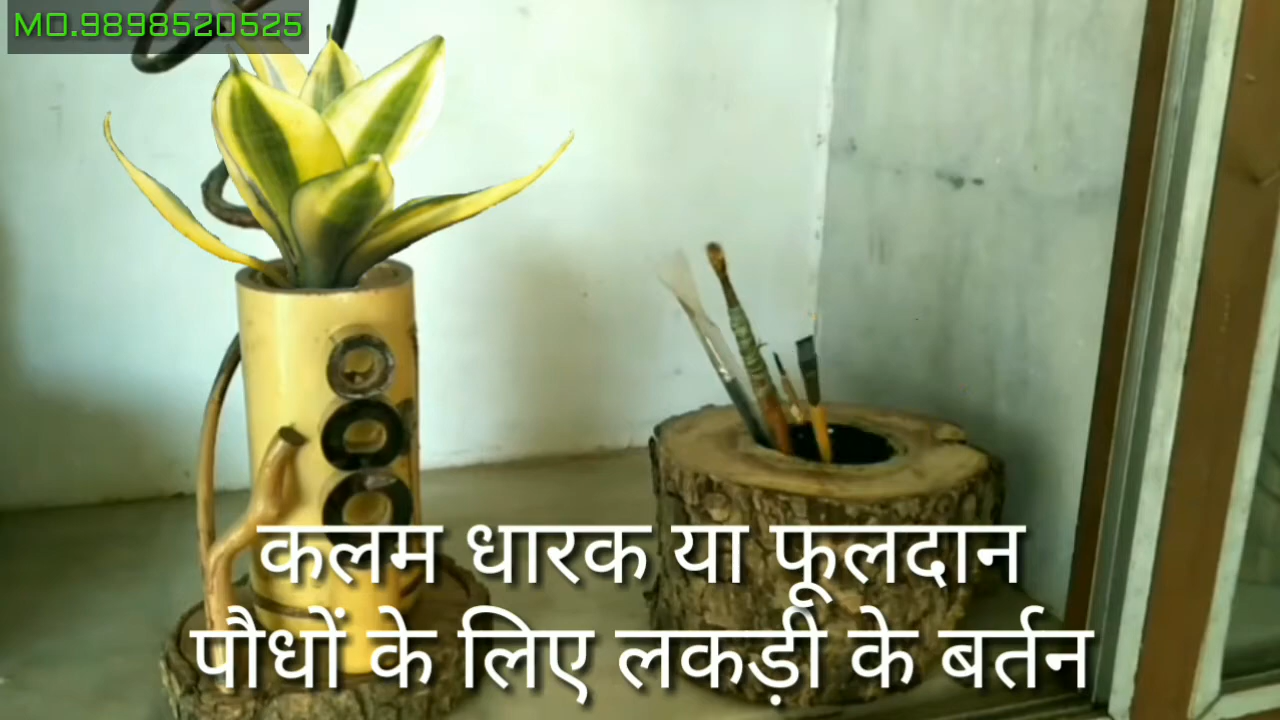 MO.9898520525
कलम धारक या फूलदान
पौधों के लिए लकड़ी के बर्तन